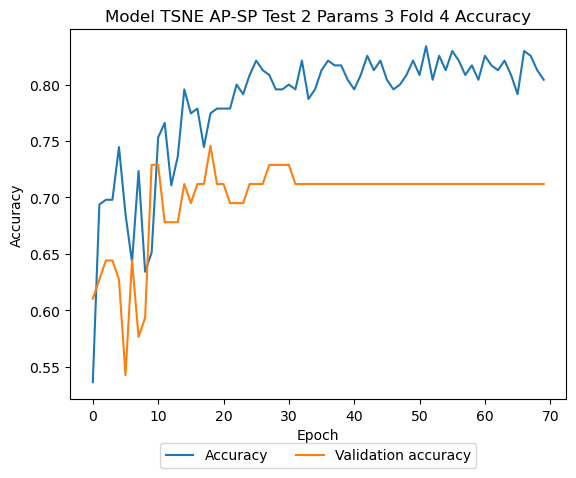 Model TSNE AP-SP Test 2 Params 3 Fold 4 Accuracy
0.80
0.75
0.70
0.65
0.60
0.55
Accuracy
0 10 20 30 40 50 60 70
Epoch
Accuracy Validation accuracy